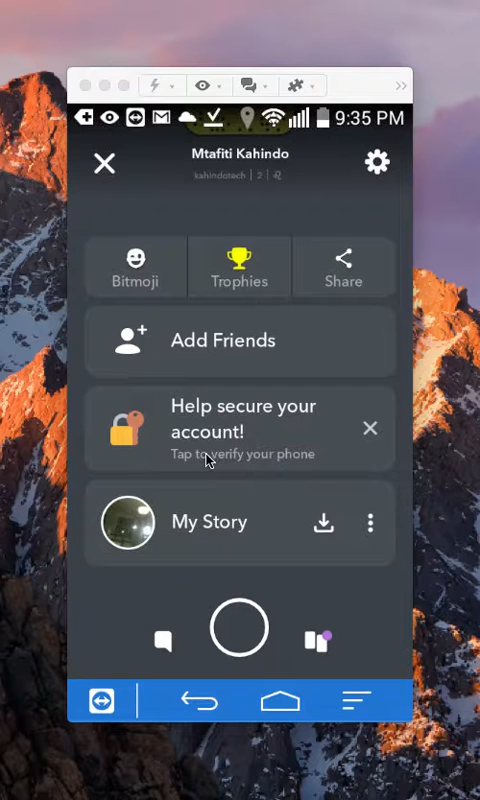 9:35 PM
Mtafiti Kahindo
kahindotech | 2 | ♌
Bitmoji
Trophies
Share
Add Friends
Help secure your
account!
Tap to verify your phone
My Story